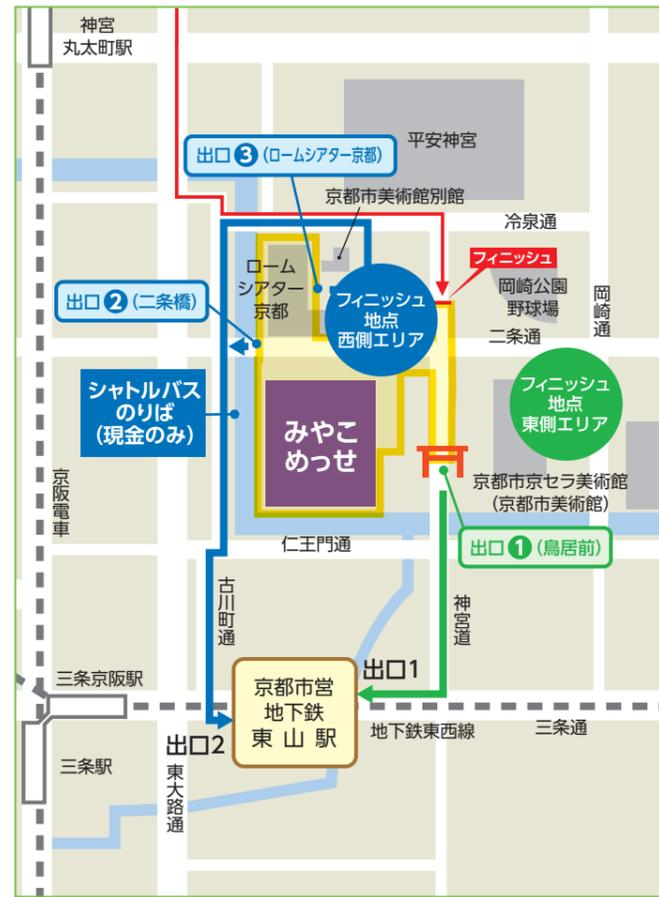 神宮
丸太町駅
平安神宮
出口❸(ロームシアター京都)
京都市美術館別館
冷泉通
フィニッシュ
ローム
シアター
京都
岡崎公園
野球場
岡崎通
出口❷(二条橋)
フィニッシュ
地点
西側エリア
二条通
フィニッシュ
地点
東側エリア
シャトルバス
のりば
(現金のみ)
みやこ
めっせ
京都市京セラ美術館
(京都市美術館)
京阪電車
出口❶(鳥居前)
仁王門通
古川町通
神宮道
三条京阪駅
京都市営
地下鉄
東山駅
出口1
出口2
地下鉄東西線
三条通
三条駅
東大路通